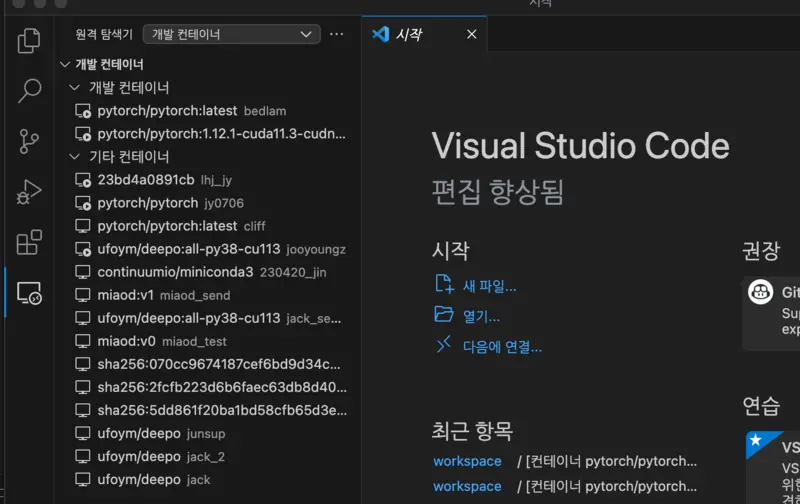 시작
원격 탐색기
개발 컨테이너
개발 컨테이너
개발 컨테이너
pytorch/pytorch:latest bedlam
pytorch/pytorch:1.12.1-cuda11.3-cudn...
기타 컨테이너
23bd4a0891cb lhj_jy
pytorch/pytorch jy0706
pytorch/pytorch:latest cliff
ufoym/deepo:all-py38-cu113 jooyoungz
continuumio/miniconda3 230420_jin
miaod:v1 miaod_send
ufoym/deepo:all-py38-cu113 jack_se...
miaod:v0 miaod_test
sha256:070cc9674187cef6bd9d34c...
sha256:2fcfb223d6b6faec63db8d40...
sha256:5dd861f20ba1bd58cfb65d3e...
ufoym/deepo junsup
ufoym/deepo jack_2
ufoym/deepo jack
시작
Visual Studio Code
편집 향상됨
시작
새 파일...
열기...
다음에 연결...
최근 항목
workspace / [컨테이너 pytorch/pytorch...
workspace / [컨테이너 pytorch/pytorch...
권장
Git
Sup
exp
연습
VS
VS
위한